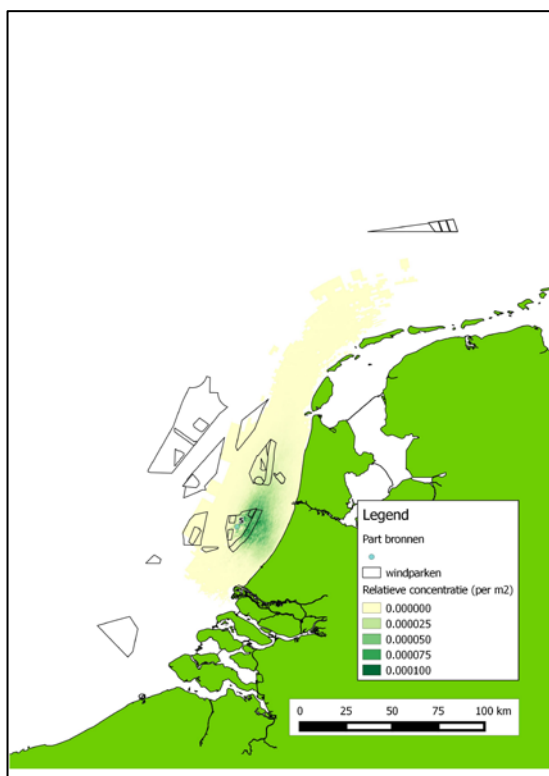 5
Legend
Part bronnen
windparken
Relatieve concentratie (per m2)
0.000000
0.000025
0.000050
0.000075
0.000100
0 25 50 75 100 km